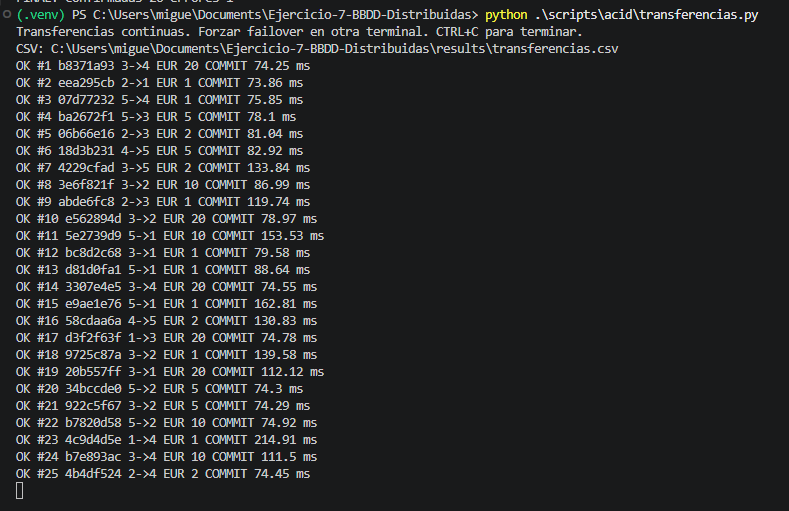 FINAL: Confirmadas 26 errores 1
(.venv) PS C:\Users\migue\Documents\Ejercicio-7-BBDD-Distribuidas> python .\scripts\acid\transferencias.py
Transferencias continuas. Forzar failover en otra terminal. CTRL+C para terminar.
CSV: C:\Users\migue\Documents\Ejercicio-7-BBDD-Distribuidas\results\transferencias.csv
OK #1 b8371a93 3->4 EUR 20 COMMIT 74.25 ms
OK #2 eea295cb 2->1 EUR 1 COMMIT 73.86 ms
OK #3 07d77232 5->4 EUR 1 COMMIT 75.85 ms
OK #4 ba2672f1 5->3 EUR 5 COMMIT 78.1 ms
OK #5 06b66e16 2->3 EUR 2 COMMIT 81.04 ms
OK #6 18d3b231 4->5 EUR 5 COMMIT 82.92 ms
OK #7 4229cfad 3->5 EUR 2 COMMIT 133.84 ms
OK #8 3e6f821f 3->2 EUR 10 COMMIT 86.99 ms
OK #9 abde6fc8 2->3 EUR 1 COMMIT 119.74 ms
OK #10 e562894d 3->2 EUR 20 COMMIT 78.97 ms
OK #11 5e2739d9 5->1 EUR 10 COMMIT 153.53 ms
OK #12 bc8d2c68 3->1 EUR 1 COMMIT 79.58 ms
OK #13 d81d0fa1 5->1 EUR 1 COMMIT 88.64 ms
OK #14 3307e4e5 3->4 EUR 20 COMMIT 74.55 ms
OK #15 e9ae1e76 5->1 EUR 1 COMMIT 162.81 ms
OK #16 58cdaa6a 4->5 EUR 2 COMMIT 130.83 ms
OK #17 d3f2f63f 1->3 EUR 20 COMMIT 74.78 ms
OK #18 9725c87a 3->2 EUR 1 COMMIT 139.58 ms
OK #19 20b557ff 3->1 EUR 20 COMMIT 112.12 ms
OK #20 34bccde0 5->2 EUR 5 COMMIT 74.3 ms
OK #21 922c5f67 3->2 EUR 5 COMMIT 74.29 ms
OK #22 b7820d58 5->2 EUR 10 COMMIT 74.92 ms
OK #23 4c9d4d5e 1->4 EUR 1 COMMIT 214.91 ms
OK #24 b7e893ac 3->4 EUR 10 COMMIT 111.5 ms
OK #25 4b4df524 2->4 EUR 2 COMMIT 74.45 ms